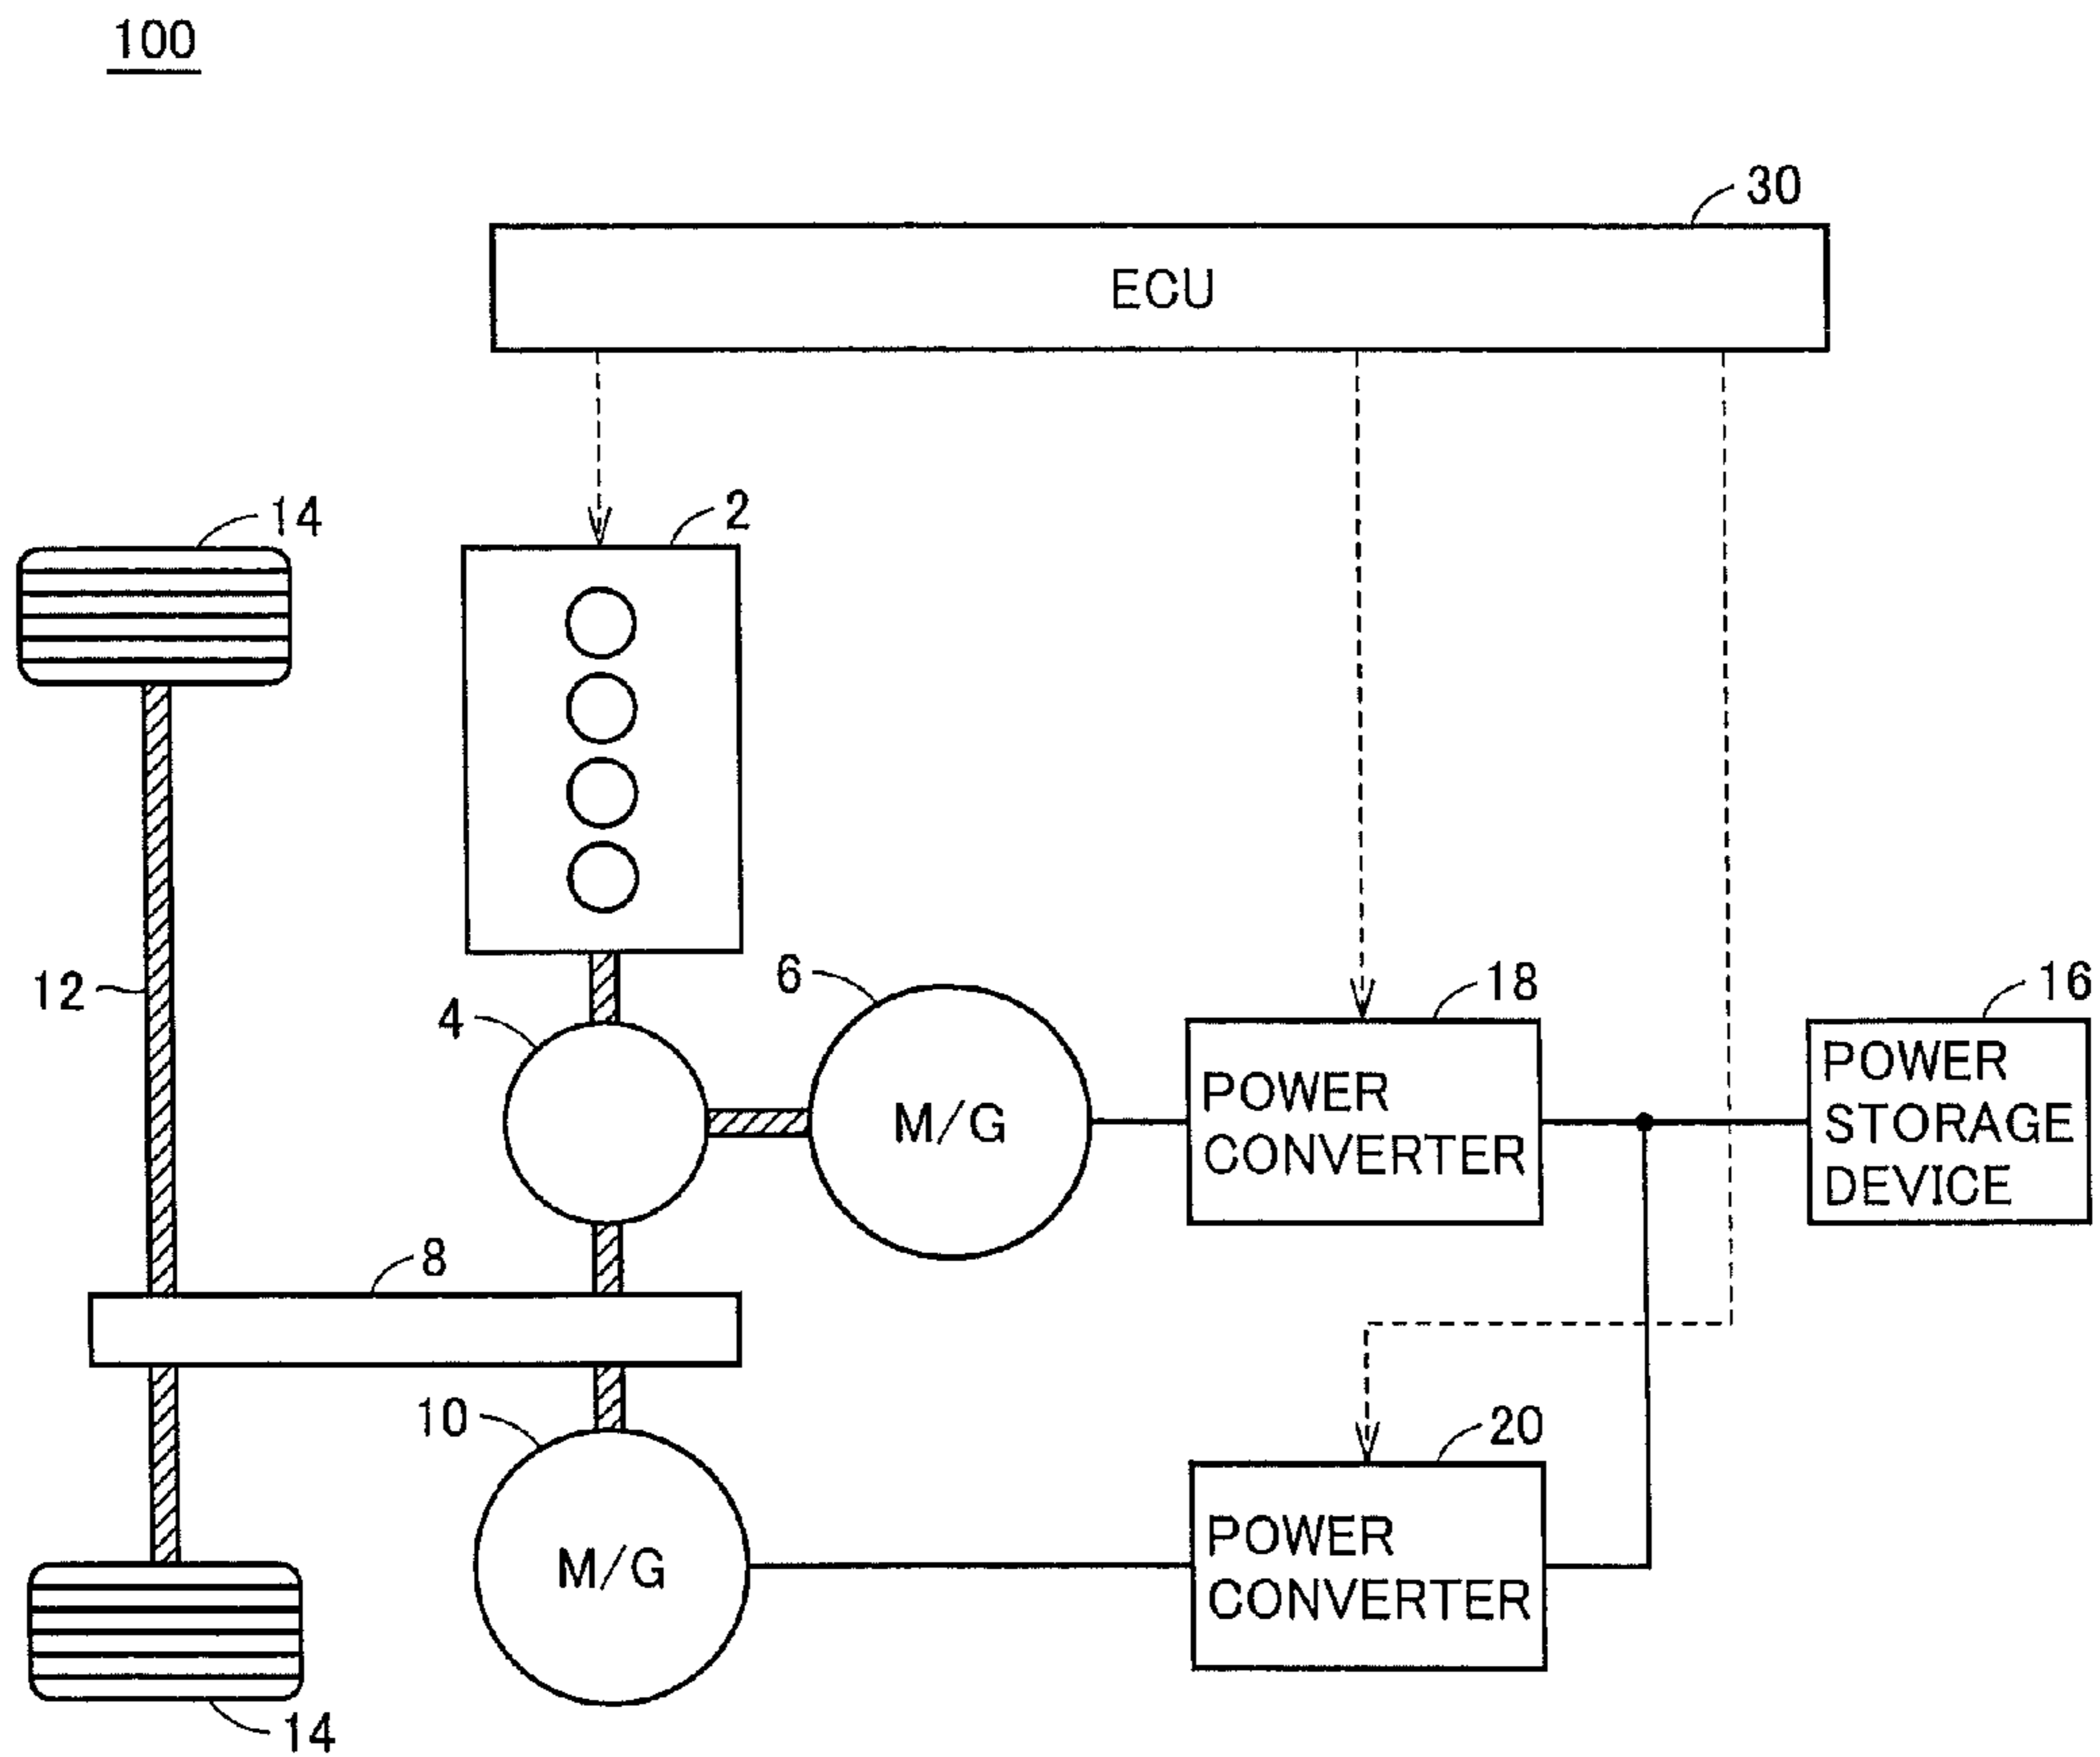 100
30
ECU
14
2
12
4
6
18
16
M/G
POWER
CONVERTER
POWER
STORAGE
DEVICE
8
10
20
M/G
POWER
CONVERTER
14